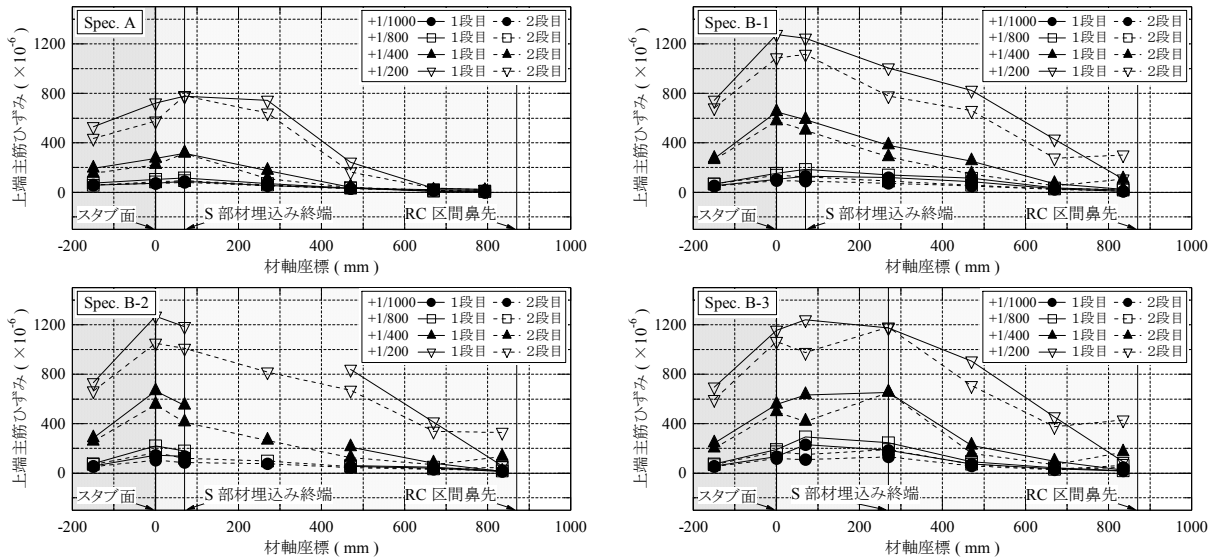 Spec. A
+1/1000 1段目 2段目
+1/800 1段目 2段目
+1/400 1段目 2段目
+1/200 1段目 2段目
上端主筋ひずみ ( ×10⁻⁶ )
1200
800
400
0
スタブ面
S 部材埋込み終端
RC 区間鼻先
-200 0 200 400 600 800 1000
材軸座標 ( mm )
Spec. B-1
+1/1000 1段目 2段目
+1/800 1段目 2段目
+1/400 1段目 2段目
+1/200 1段目 2段目
上端主筋ひずみ ( ×10⁻⁶ )
1200
800
400
0
スタブ面
S 部材埋込み終端
RC 区間鼻先
-200 0 200 400 600 800 1000
材軸座標 ( mm )
Spec. B-2
+1/1000 1段目 2段目
+1/800 1段目 2段目
+1/400 1段目 2段目
+1/200 1段目 2段目
上端主筋ひずみ ( ×10⁻⁶ )
1200
800
400
0
スタブ面
S 部材埋込み終端
RC 区間鼻先
-200 0 200 400 600 800 1000
材軸座標 ( mm )
Spec. B-3
+1/1000 1段目 2段目
+1/800 1段目 2段目
+1/400 1段目 2段目
+1/200 1段目 2段目
上端主筋ひずみ ( ×10⁻⁶ )
1200
800
400
0
スタブ面
S 部材埋込み終端
RC 区間鼻先
-200 0 200 400 600 800 1000
材軸座標 ( mm )